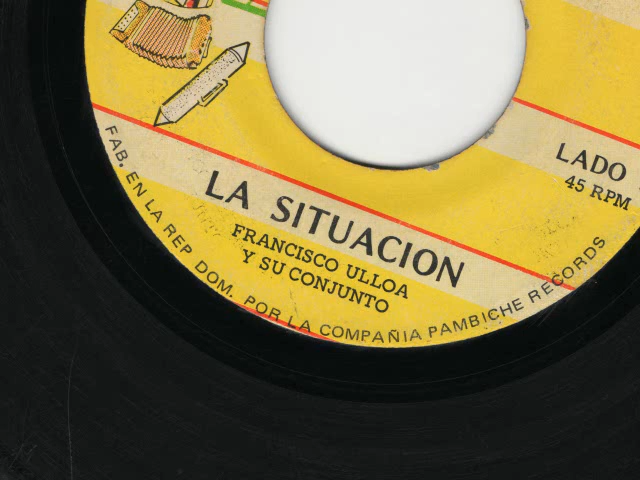 LADO
45 RPM
LA SITUACION
FRANCISCO ULLOA
Y SU CONJUNTO
FAB. EN LA REP DOM. POR LA COMPAÑIA PAMBICHE RECORDS